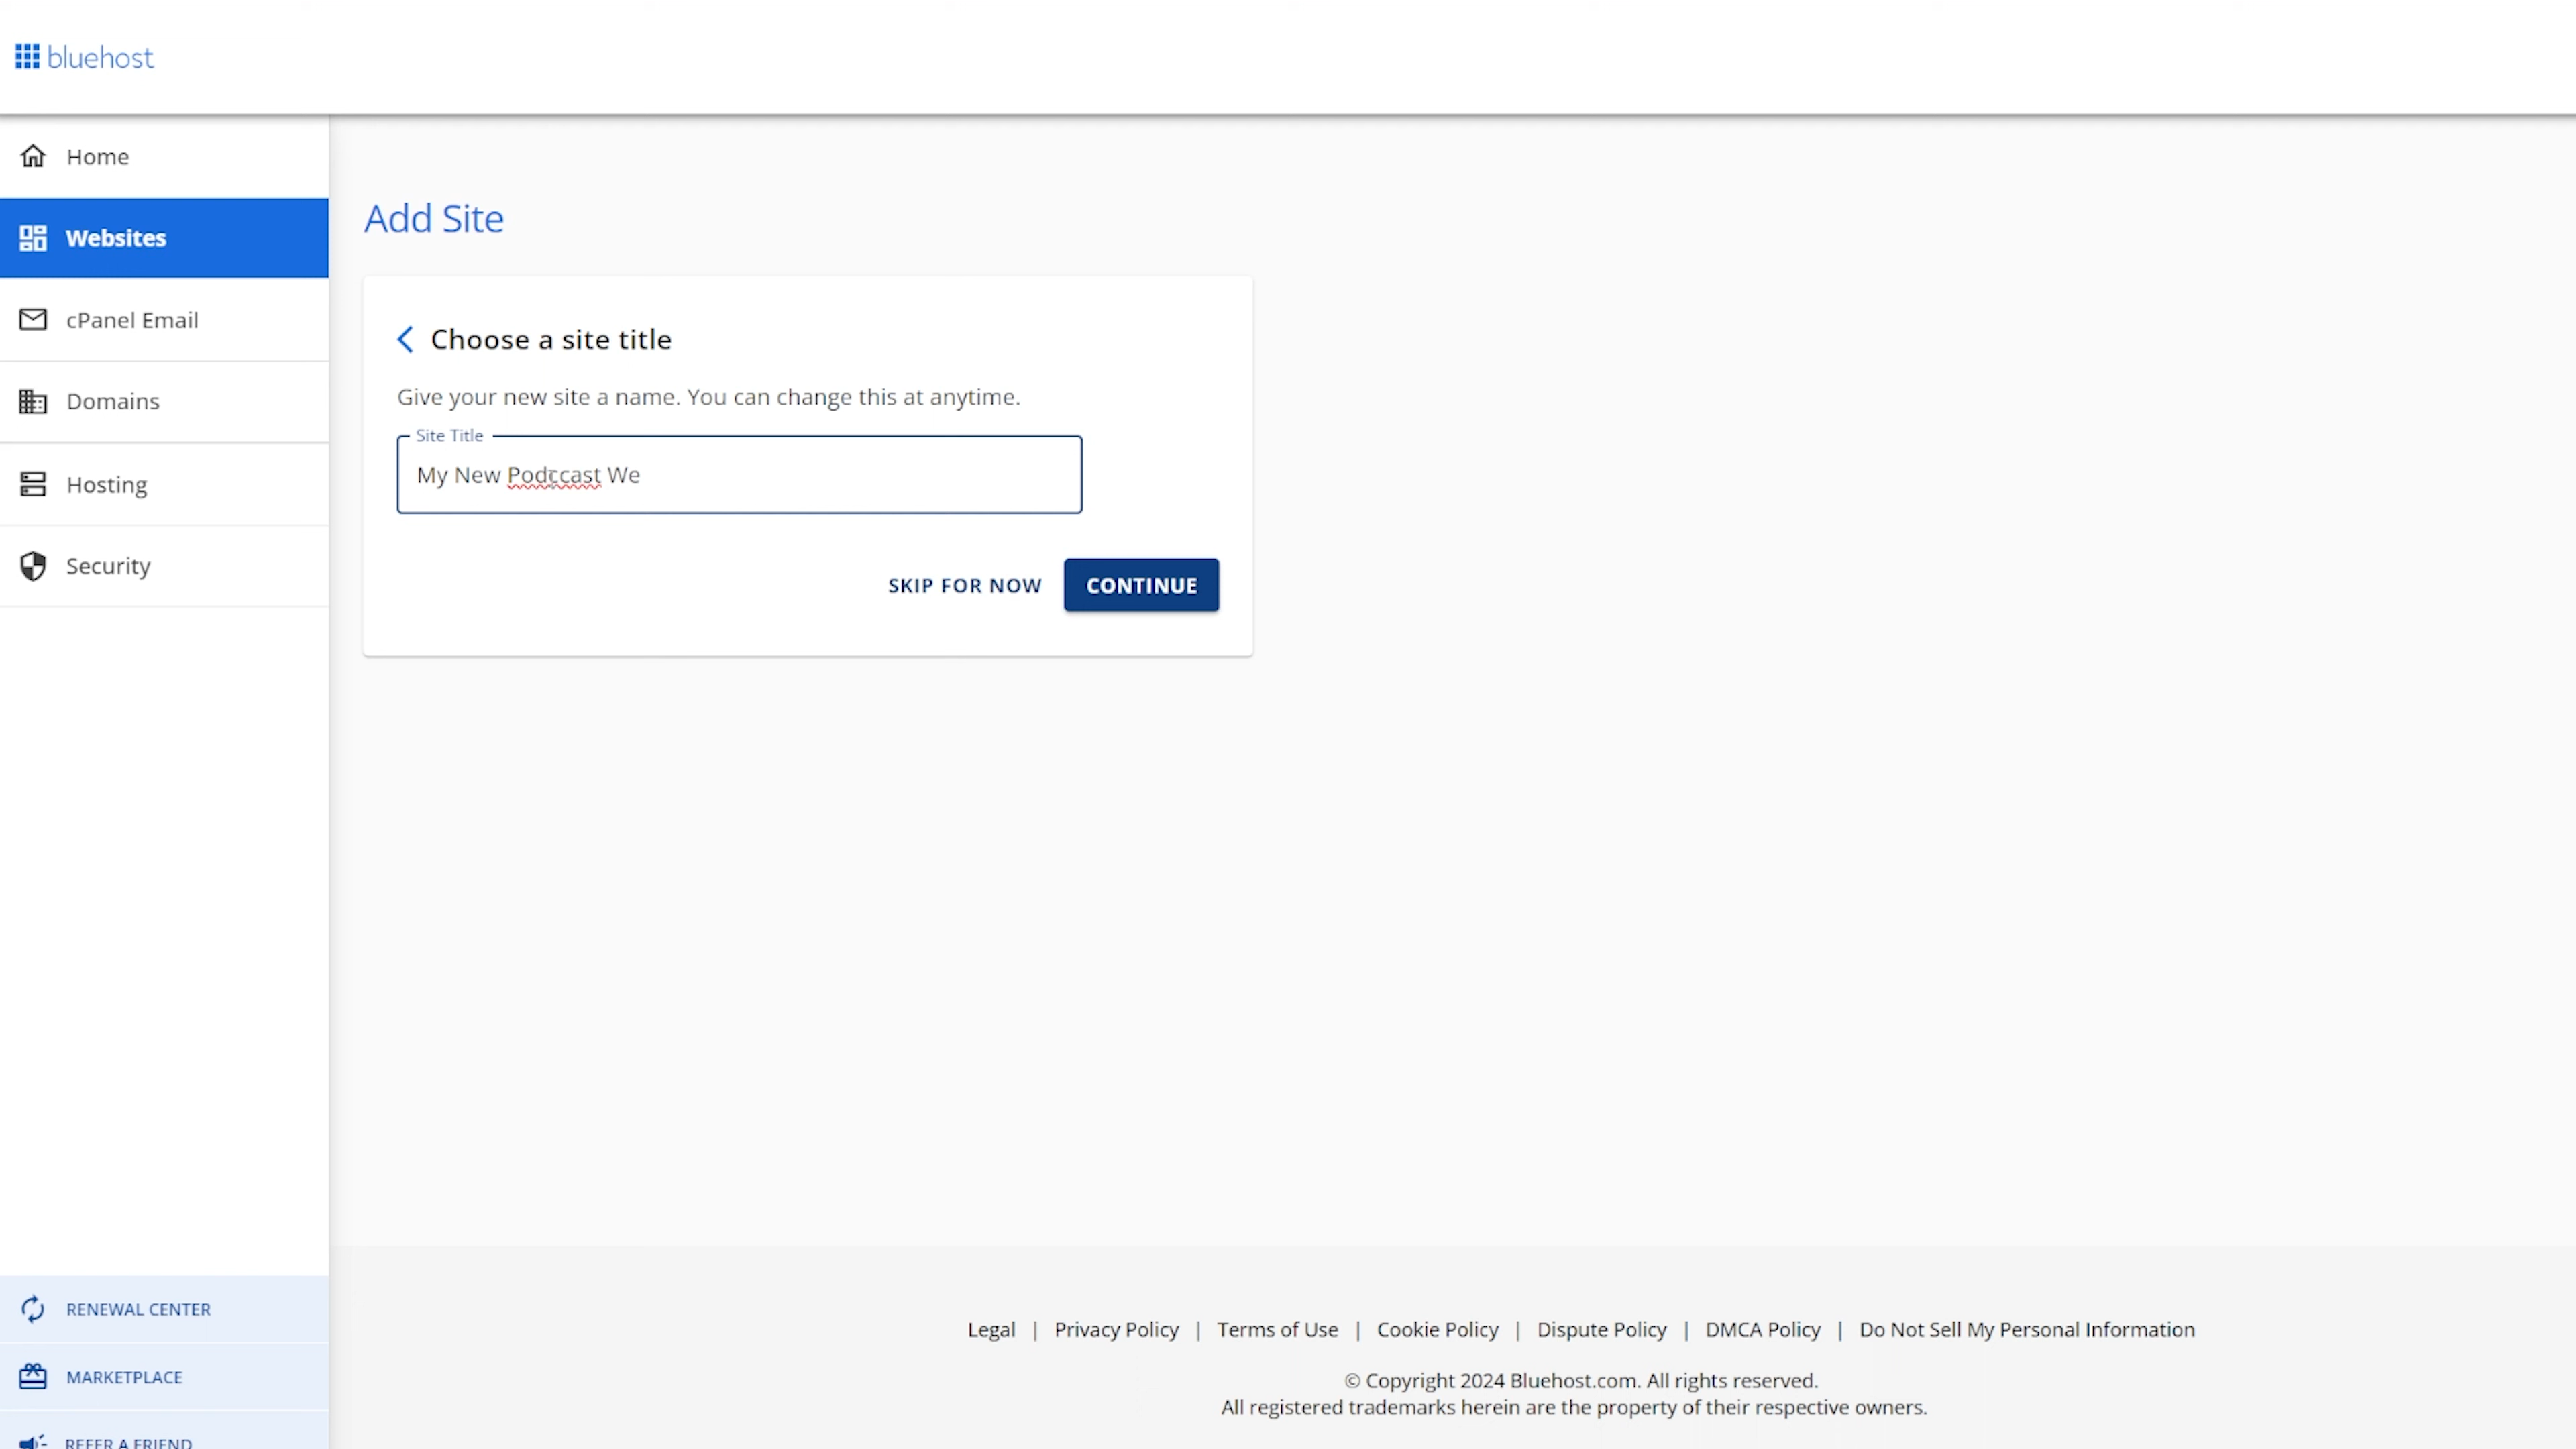 bluehost
Home
Websites
cPanel Email
Domains
Hosting
Security
Add Site
Choose a site title
Give your new site a name. You can change this at anytime.
Site Title
My New Podccast We
SKIP FOR NOW
CONTINUE
RENEWAL CENTER
MARKETPLACE
REFER A FRIEND
Legal | Privacy Policy | Terms of Use | Cookie Policy | Dispute Policy | DMCA Policy | Do Not Sell My Personal Information
© Copyright 2024 Bluehost.com. All rights reserved.
All registered trademarks herein are the property of their respective owners.